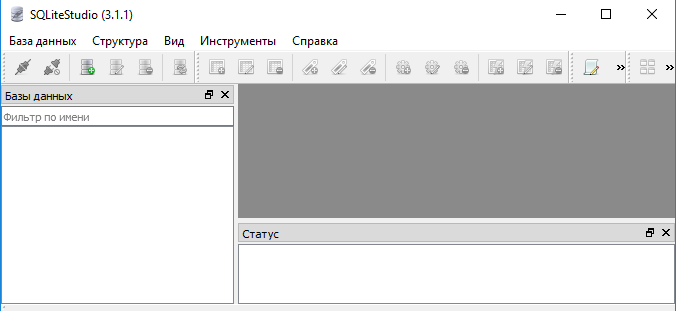 SQLiteStudio (3.1.1)
База данных Структура Вид Инструменты Справка
Базы данных
Фильтр по имени
Статус